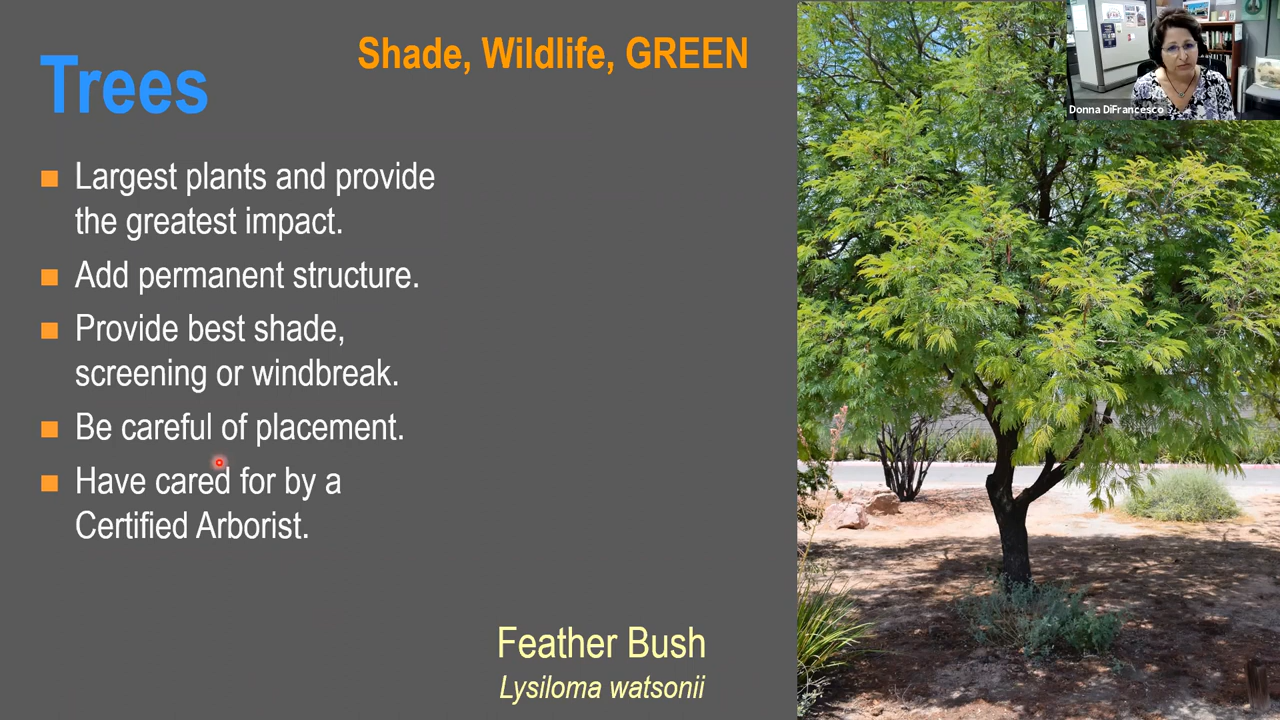 Shade, Wildlife, GREEN
Trees
Largest plants and provide
the greatest impact.
Add permanent structure.
Provide best shade,
screening or windbreak.
Be careful of placement.
Have cared for by a
Certified Arborist.
Feather Bush
Lysiloma watsonii
Donna DiFrancesco